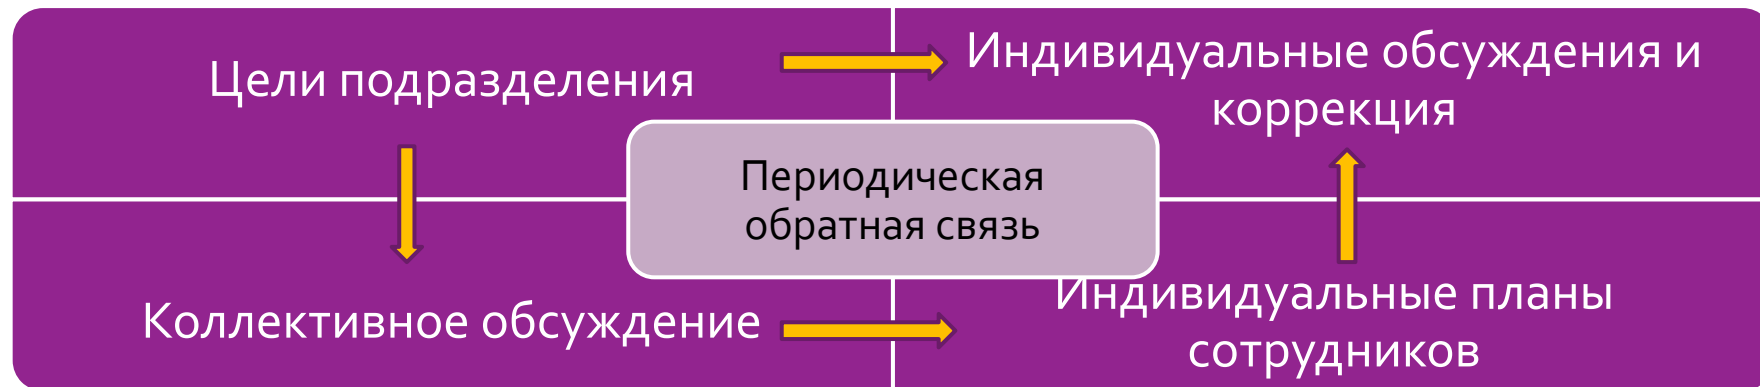 Цели подразделения
Индивидуальные обсуждения и
коррекция
Периодическая
обратная связь
Коллективное обсуждение
Индивидуальные планы
сотрудников